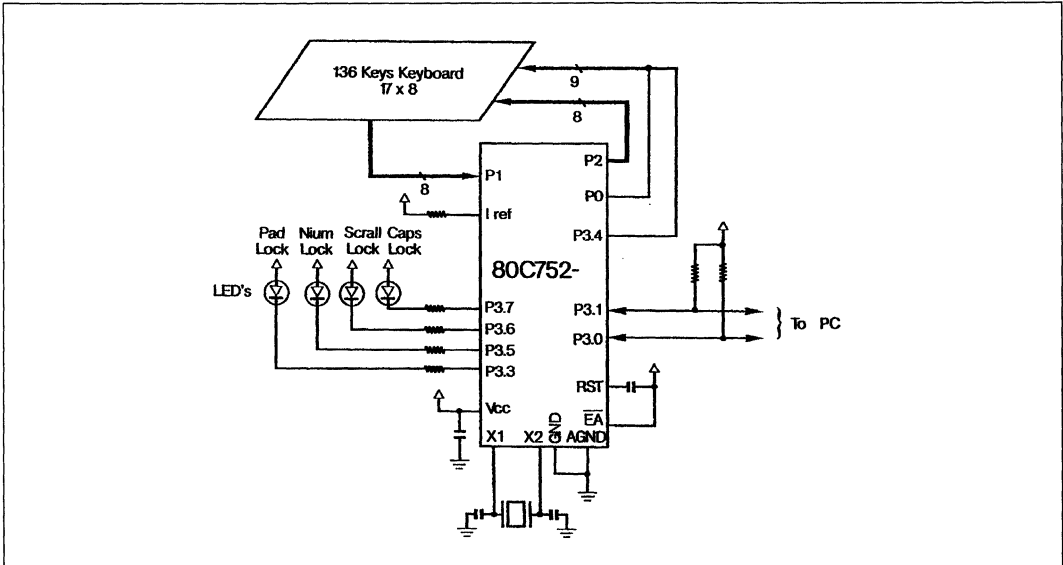 136 Keys Keyboard
17 x 8
9
8
8
P1
I ref
P2
P0
P3.4
Pad Lock
Nium Lock
Scrall Lock
Caps Lock
LED's
80C752-
P3.7
P3.6
P3.5
P3.3
P3.1
P3.0
To PC
RST
EA
Vcc
X1
X2
GND
AGND